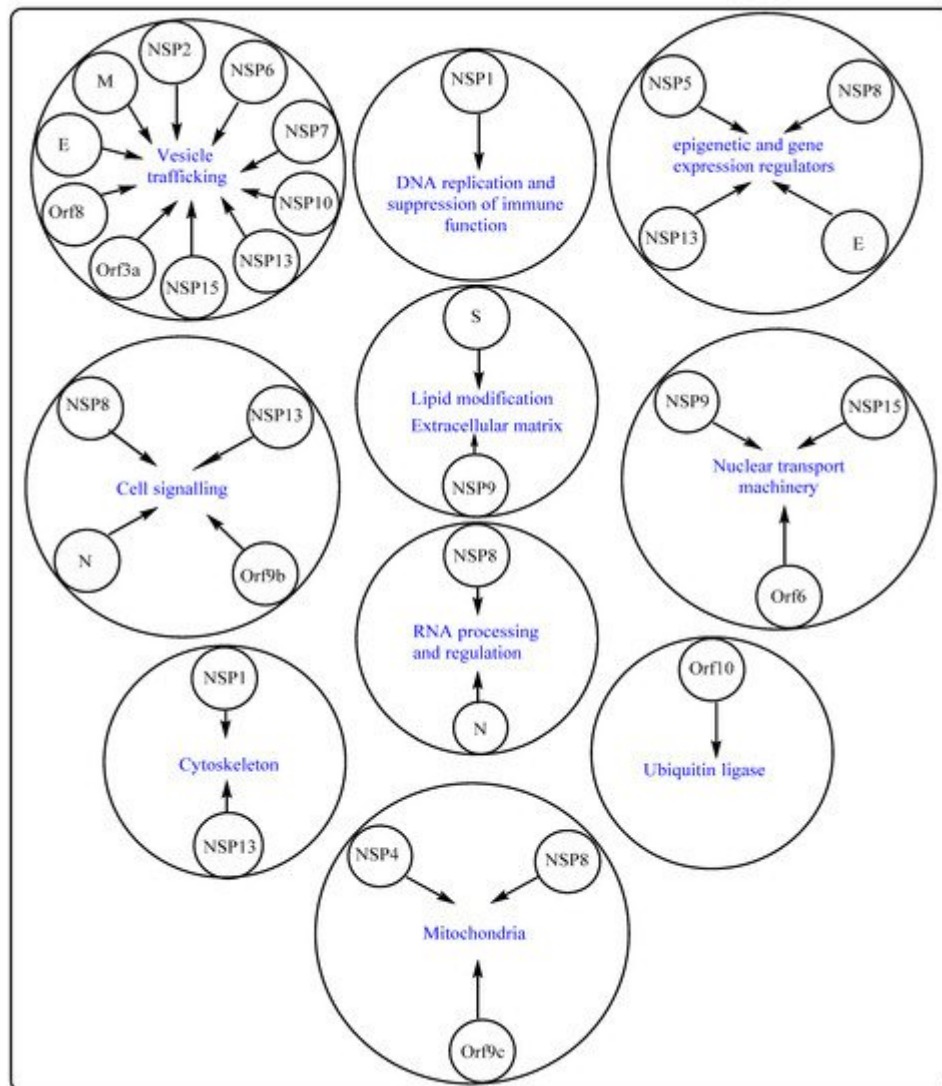 NSP2
M
NSP6
E
NSP7
Vesicle
trafficking
Orf8
NSP10
Orf3a
NSP13
NSP15
NSP1
DNA replication and
suppression of immune
function
NSP5
NSP8
epigenetic and gene
expression regulators
NSP13
E
S
Lipid modification
Extracellular matrix
NSP9
NSP8
NSP13
Cell signalling
N
Orf9b
NSP9
NSP15
Nuclear transport
machinery
Orf6
NSP8
RNA processing
and regulation
N
NSP1
Cytoskeleton
NSP13
Orf10
Ubiquitin ligase
NSP4
NSP8
Mitochondria
Orf9c